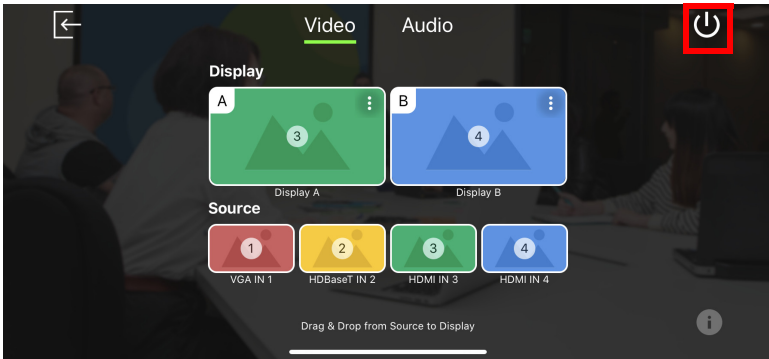 Video Audio
Display
A B
3 4
Display A Display B
Source
1 2 3 4
VGA IN 1 HDBaseT IN 2 HDMI IN 3 HDMI IN 4
Drag & Drop from Source to Display
i